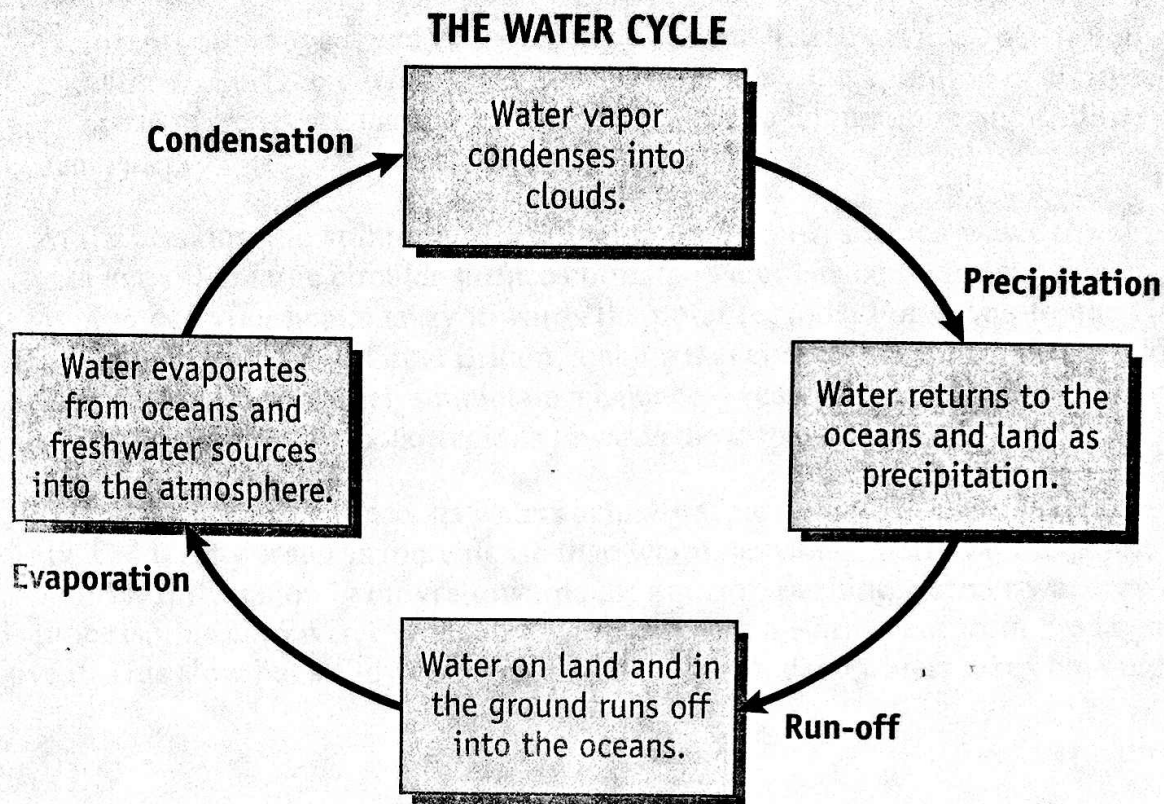 THE WATER CYCLE
Condensation
Water vapor
condenses into
clouds.
Precipitation
Water returns to the
oceans and land as
precipitation.
Run-off
Water on land and in
the ground runs off
into the oceans.
Evaporation
Water evaporates
from oceans and
freshwater sources
into the atmosphere.